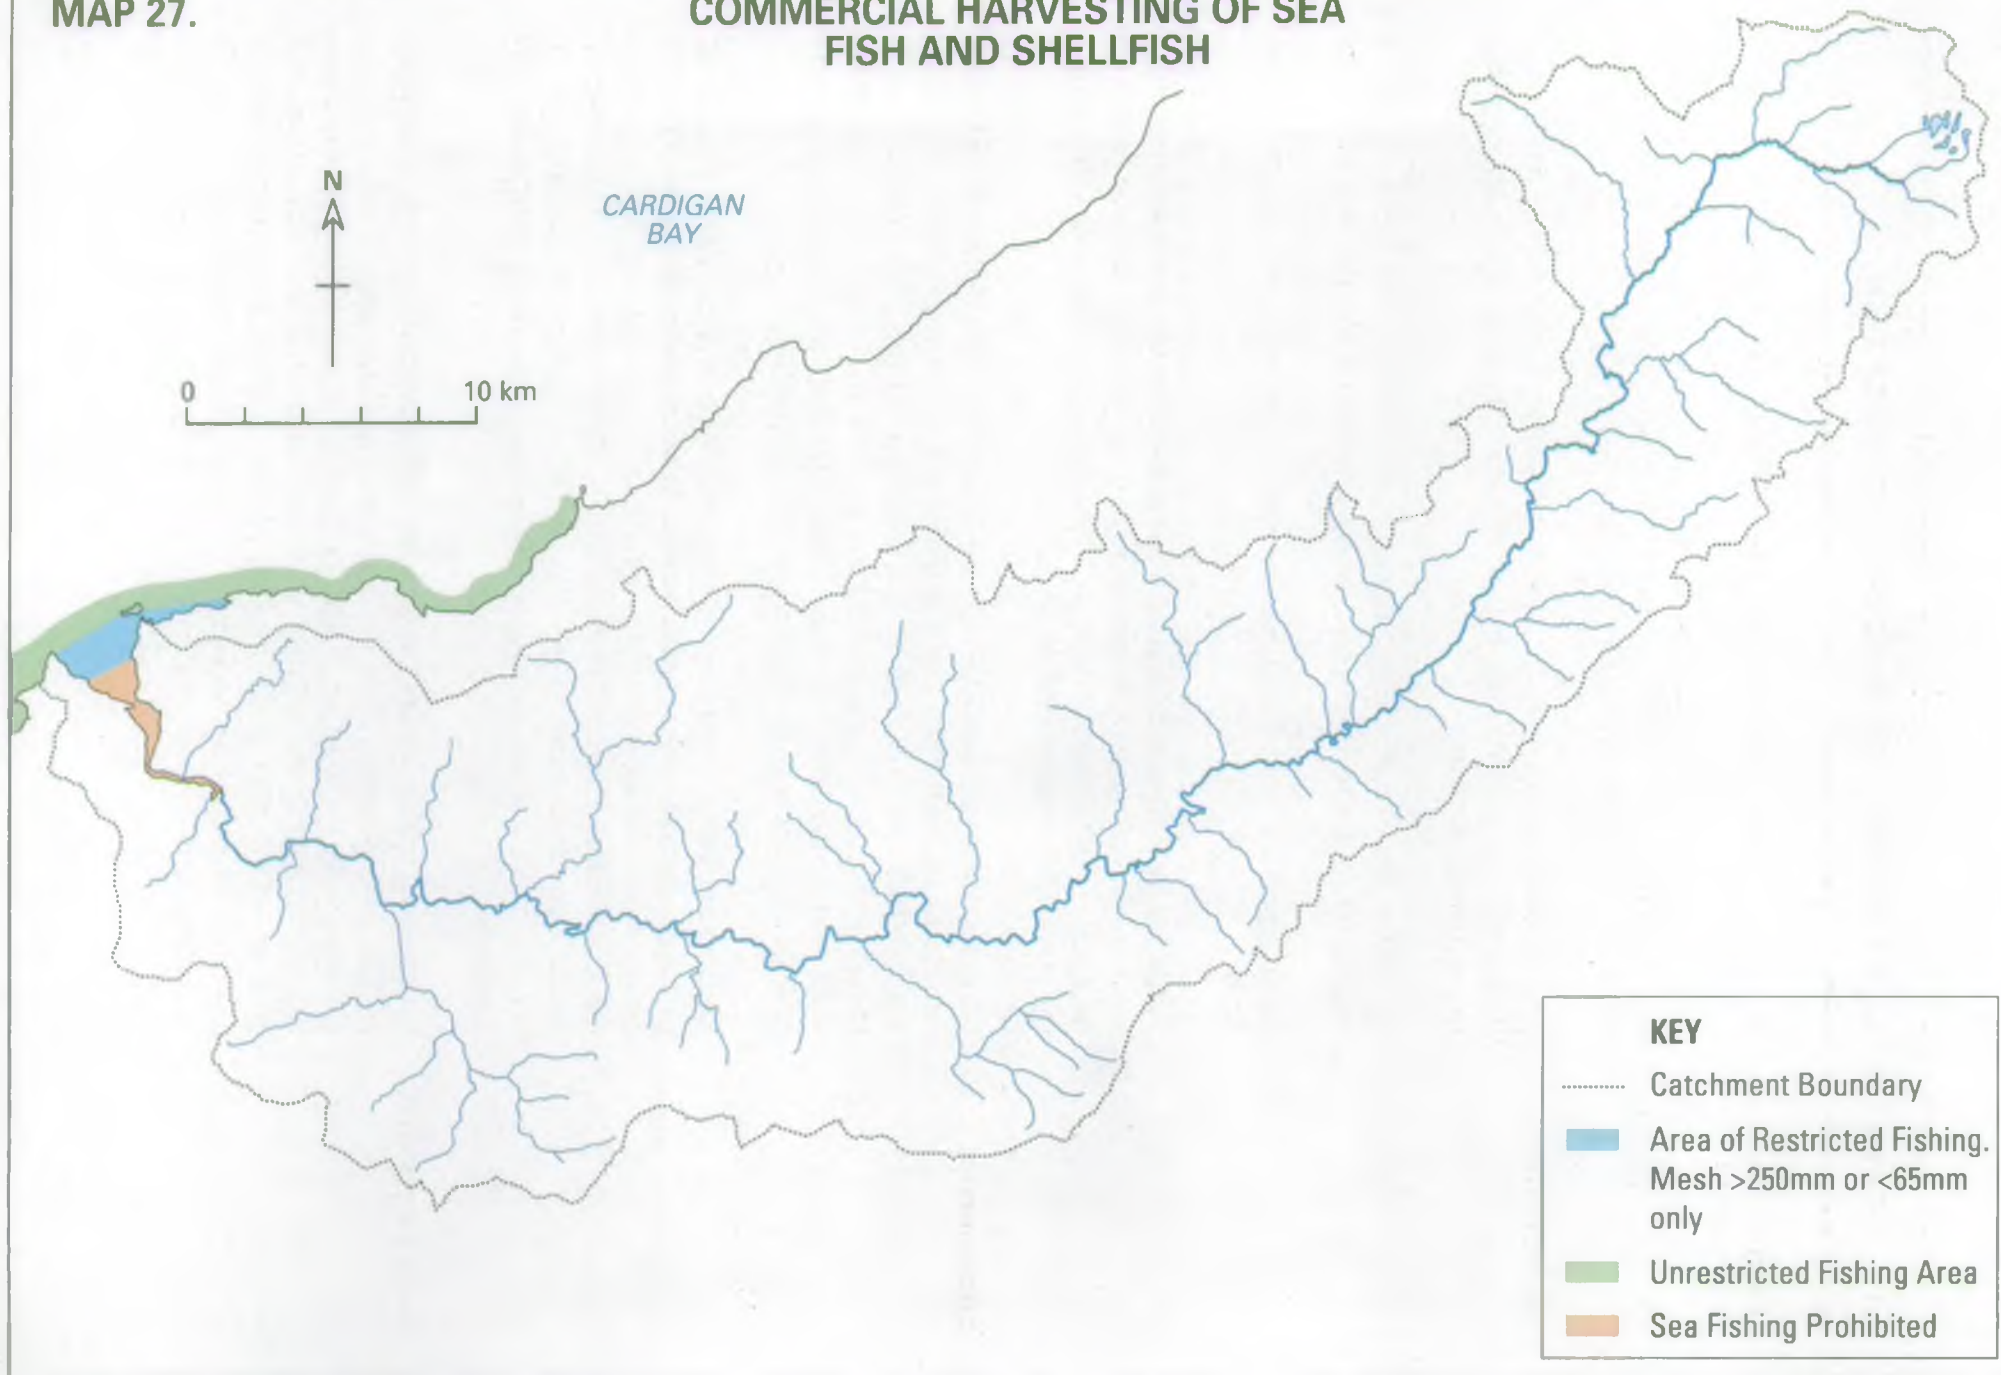 MAP 27.
COMMERCIAL HARVESTING OF SEA
FISH AND SHELLFISH
N
CARDIGAN
BAY
0 10 km
KEY
Catchment Boundary
Area of Restricted Fishing.
Mesh >250mm or <65mm
only
Unrestricted Fishing Area
Sea Fishing Prohibited